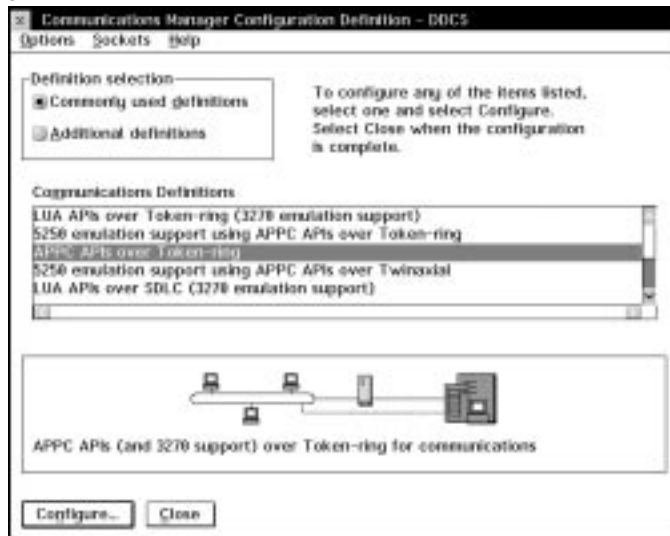 Communications Manager Configuration Definition - DDCS
Options Sockets Help
Definition selection
Commonly used definitions
Additional definitions
To configure any of the items listed,
select one and select Configure.
Select Close when the configuration
is complete.
Communications Definitions
LUA APIs over Token-ring (3270 emulation support)
5250 emulation support using APPC APIs over Token-ring
APPC APIs over Token-ring
5250 emulation support using APPC APIs over Twinaxial
LUA APIs over SDLC (3270 emulation support)
APPC APIs (and 3270 support) over Token-ring for communications
Configure... Close